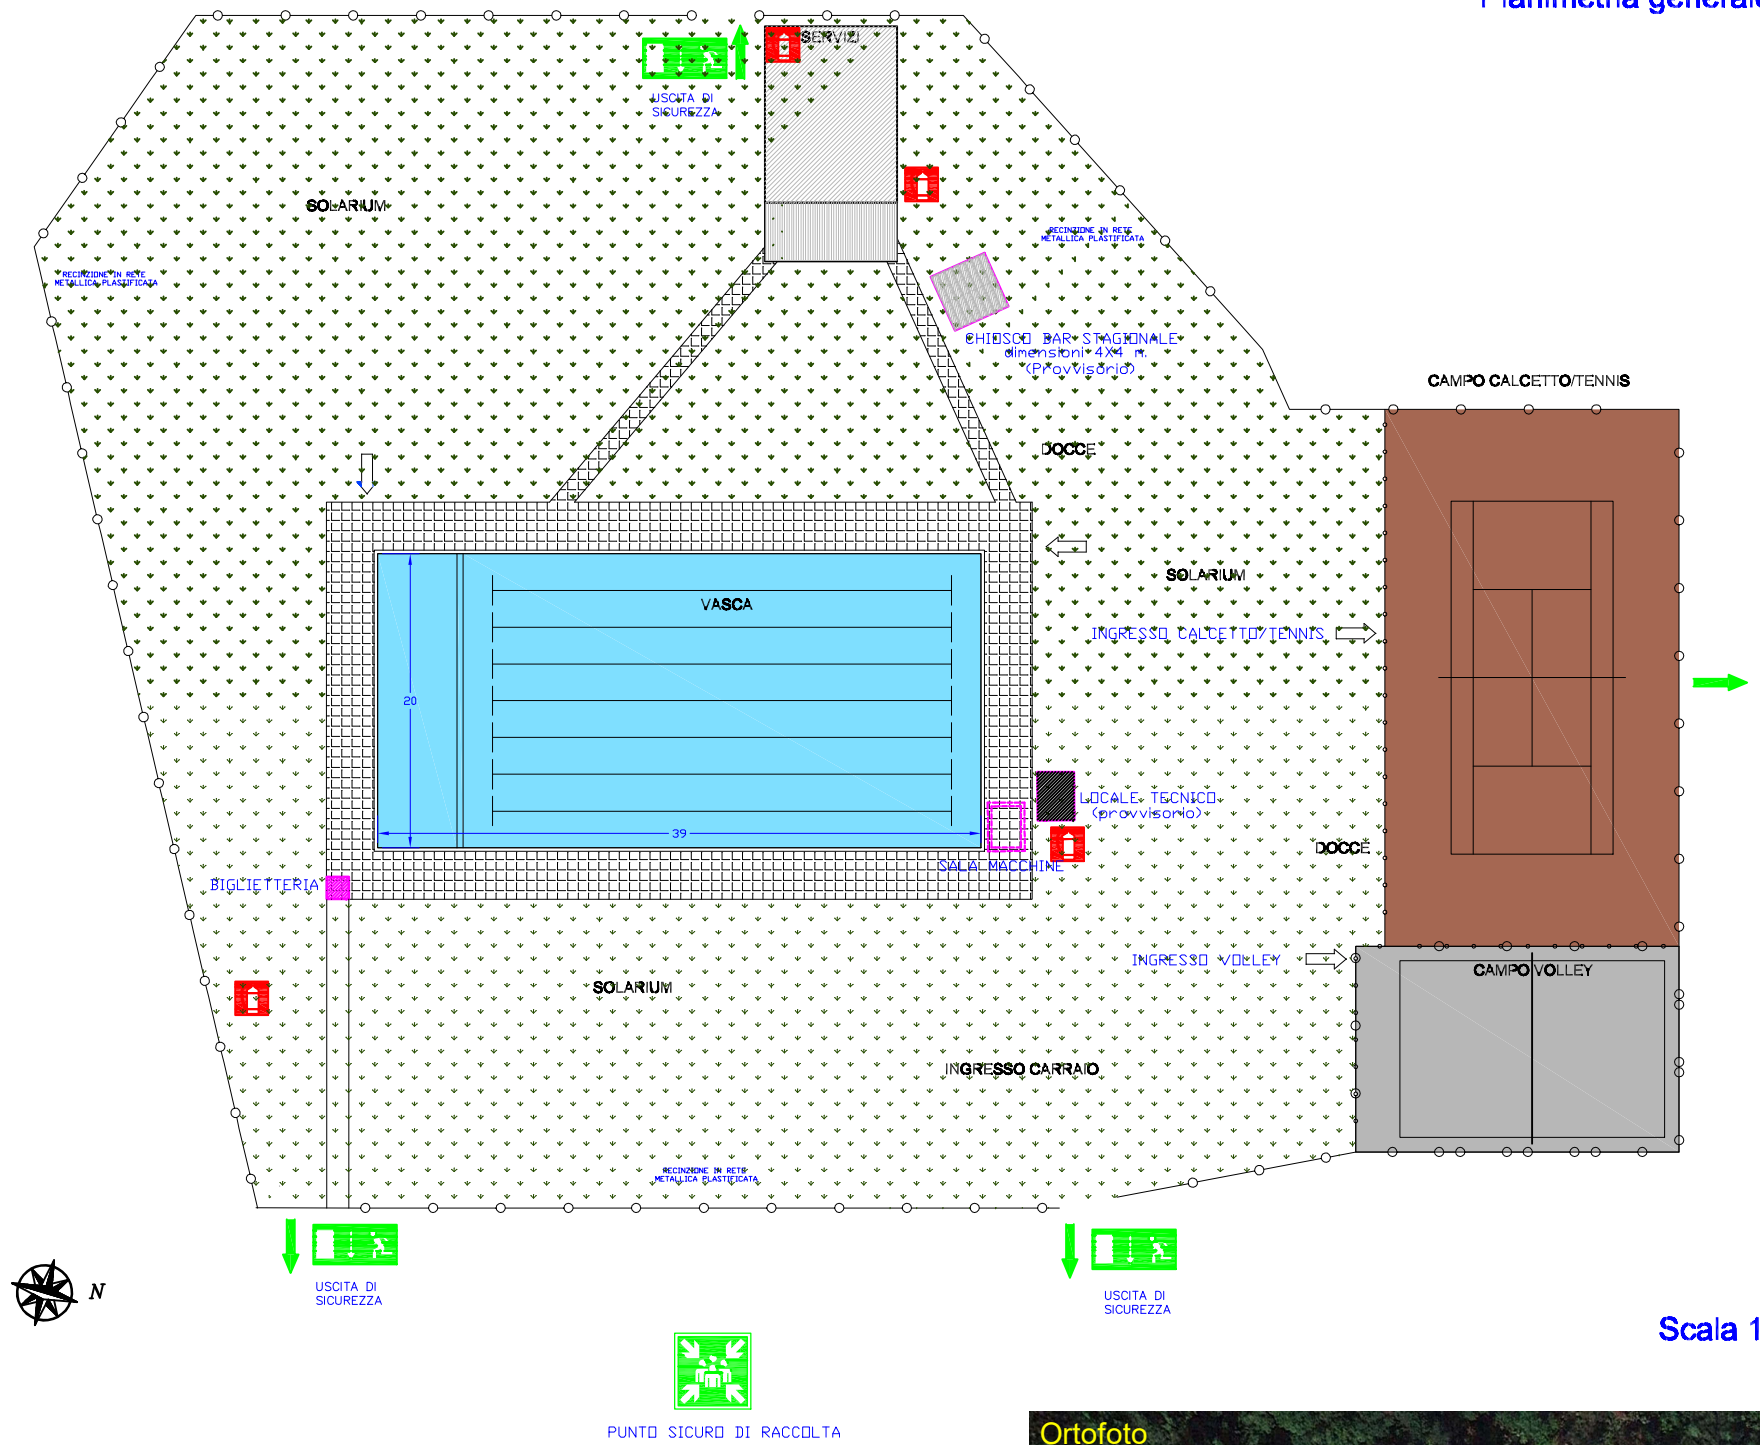 Planimetria generale
SERVIZI
USCITA DI
SICUREZZA
SOLARIUM
RECINZIONE IN RETE
METALLICA PLASTIFICATA
RECINZIONE IN RETE
METALLICA PLASTIFICATA
CHIOSCO BAR STAGIONALE
dimensioni 4X4 m.
(Provvisorio)
CAMPO CALCETTO/TENNIS
DOCCE
SOLARIUM
VASCA
INGRESSO CALCETTO/TENNIS
20
LOCALE TECNICO
(provvisorio)
39
DOCCE
SALA MACCHINE
BIGLIETTERIA
INGRESSO VOLLEY
CAMPO VOLLEY
SOLARIUM
INGRESSO CARRAIO
RECINZIONE IN RETE
METALLICA PLASTIFICATA
N
USCITA DI
SICUREZZA
USCITA DI
SICUREZZA
Scala 1
PUNTO SICURO DI RACCOLTA
Ortofoto